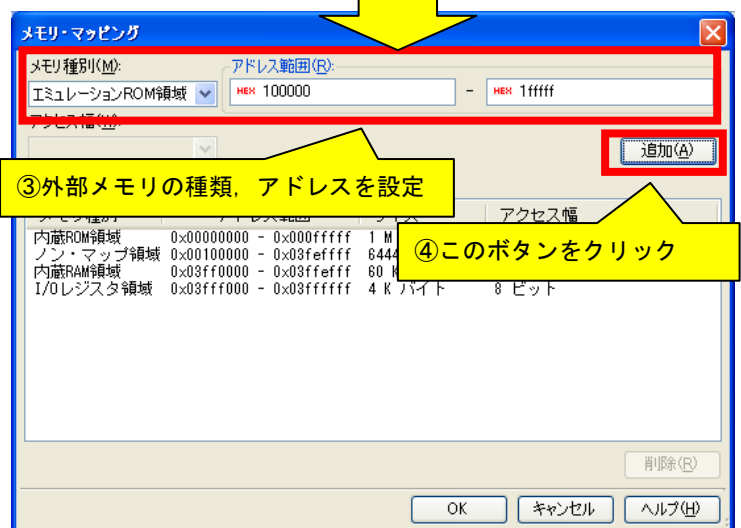 メモリ・マッピング
メモリ種別(M):
アドレス範囲(R):
エミュレーションROM領域
HEX 100000 - HEX 1fffff
追加(A)
③外部メモリの種類，アドレスを設定
アクセス幅
④このボタンをクリック
内蔵ROM領域 0x00000000 - 0x000fffff 1 M
ノン・マップ領域 0x00100000 - 0x03feffff 6444
内蔵RAM領域 0x03ff0000 - 0x03ffefff 60 K
I/Oレジスタ領域 0x03fff000 - 0x03ffffff 4 K バイト 8 ビット
削除(R)
OK キャンセル ヘルプ(H)